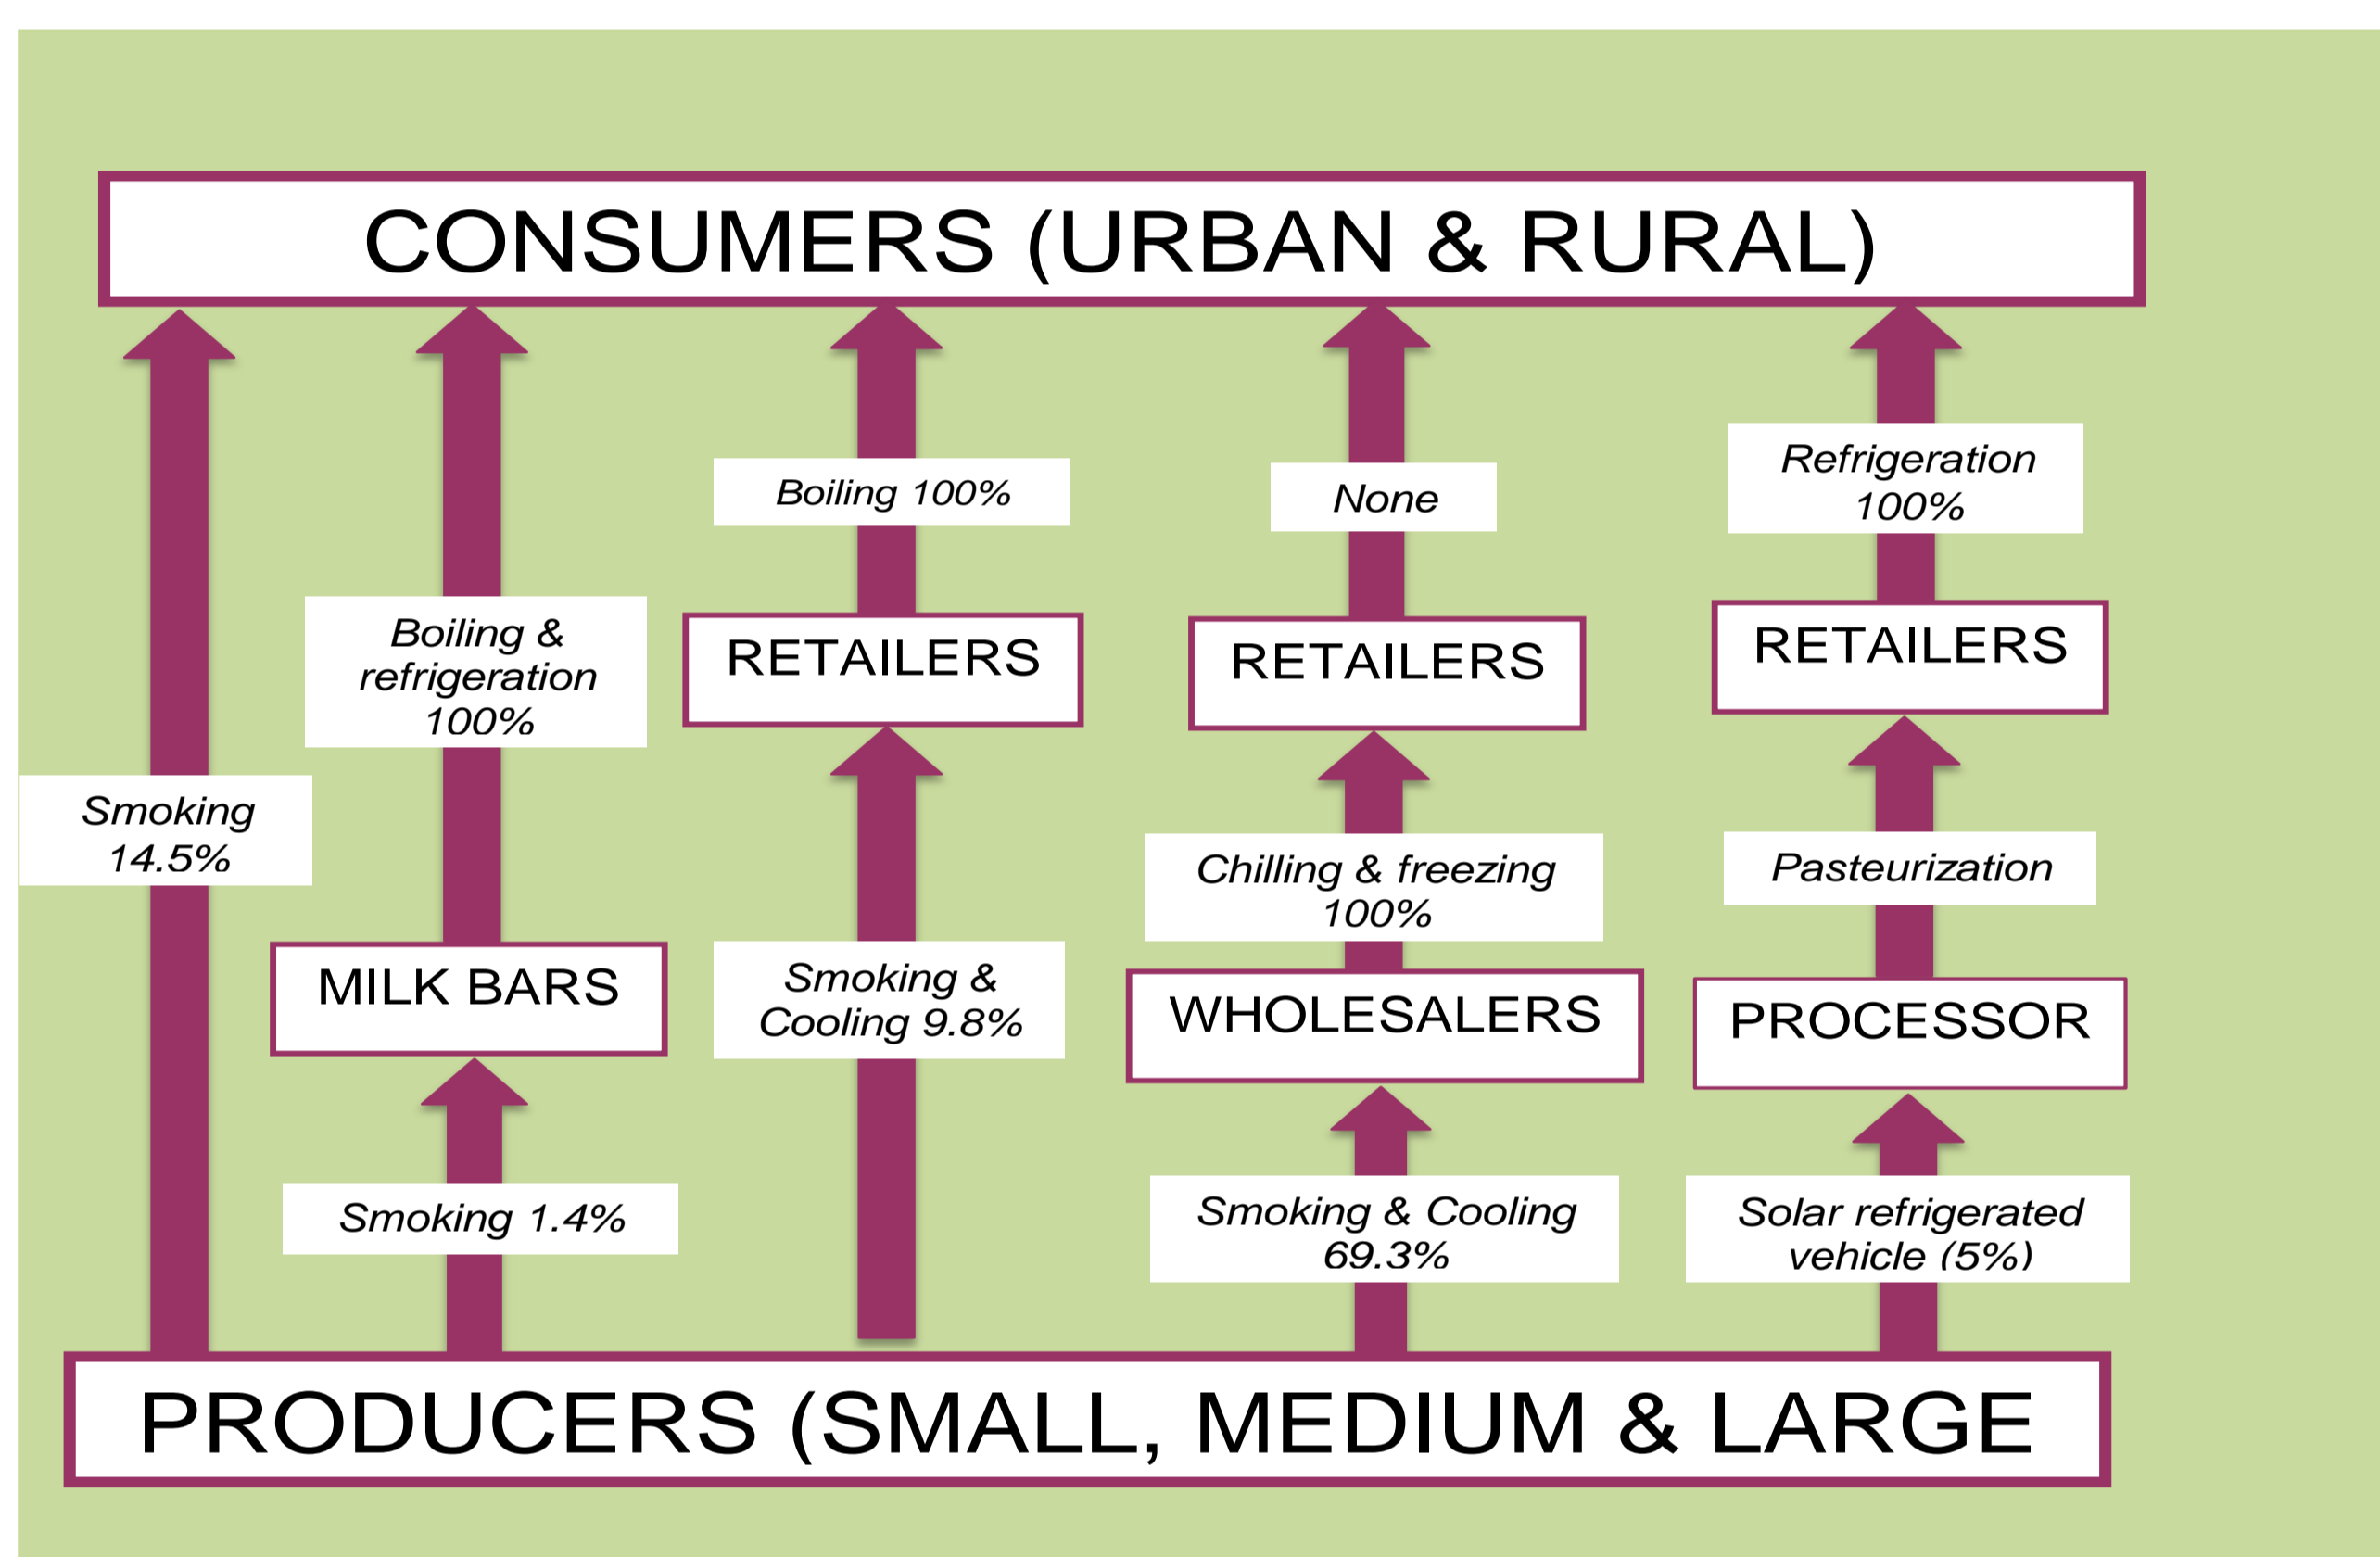 CONSUMERS (URBAN & RURAL)
Smoking
14.5%
Boiling &
refrigeration
100%
MILK BARS
Smoking 1.4%
Boiling 100%
RETAILERS
Smoking &
Cooling 9.8%
None
RETAILERS
Chilling & freezing
100%
WHOLESALERS
Smoking & Cooling
69.3%
Refrigeration
100%
RETAILERS
Pasteurization
PROCESSOR
Solar refrigerated
vehicle (5%)
PRODUCERS (SMALL, MEDIUM & LARGE